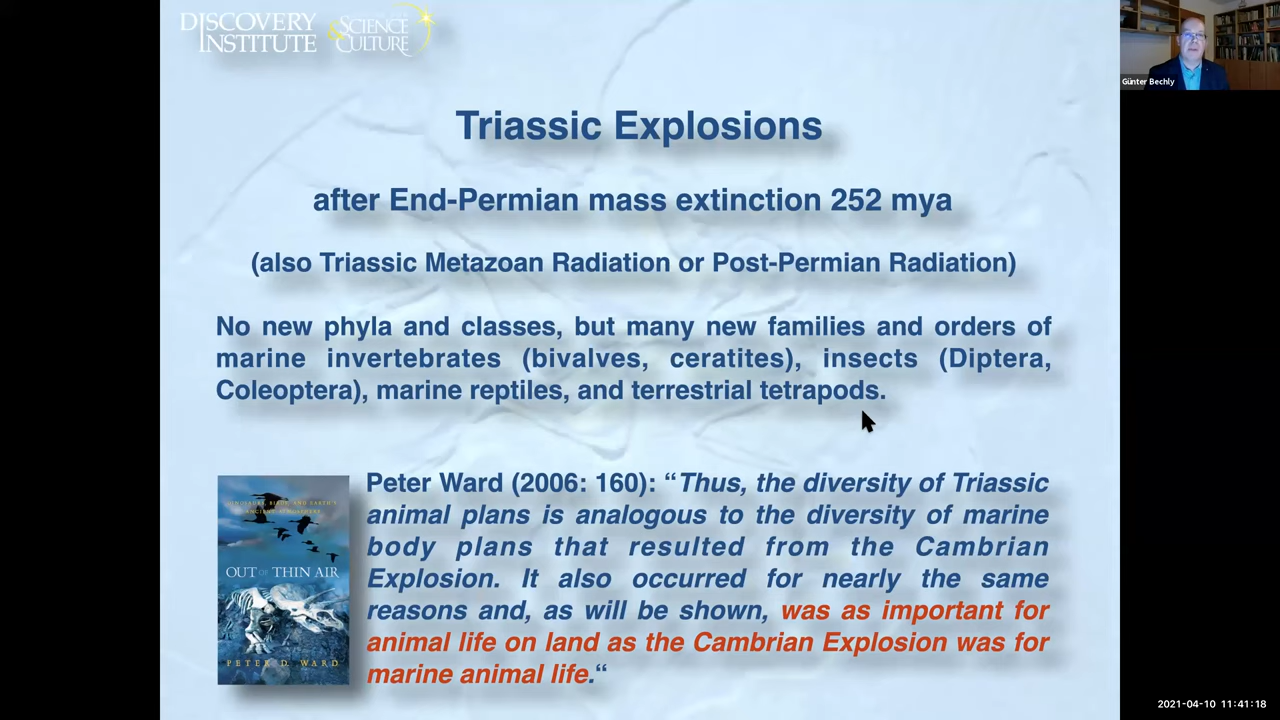 DISCOVERY
INSTITUTE
SCIENCE
& CULTURE
Günter Bechly
Triassic Explosions
after End-Permian mass extinction 252 mya
(also Triassic Metazoan Radiation or Post-Permian Radiation)
No new phyla and classes, but many new families and orders of
marine invertebrates (bivalves, ceratites), insects (Diptera,
Coleoptera), marine reptiles, and terrestrial tetrapods.
DINOSAURS, BIRDS, AND EARTH'S
ANCIENT ATMOSPHERE
OUT OF THIN AIR
PETER D. WARD
Peter Ward (2006: 160): “Thus, the diversity of Triassic
animal plans is analogous to the diversity of marine
body plans that resulted from the Cambrian
Explosion. It also occurred for nearly the same
reasons and, as will be shown, was as important for
animal life on land as the Cambrian Explosion was for
marine animal life.“
2021-04-10 11:41:18